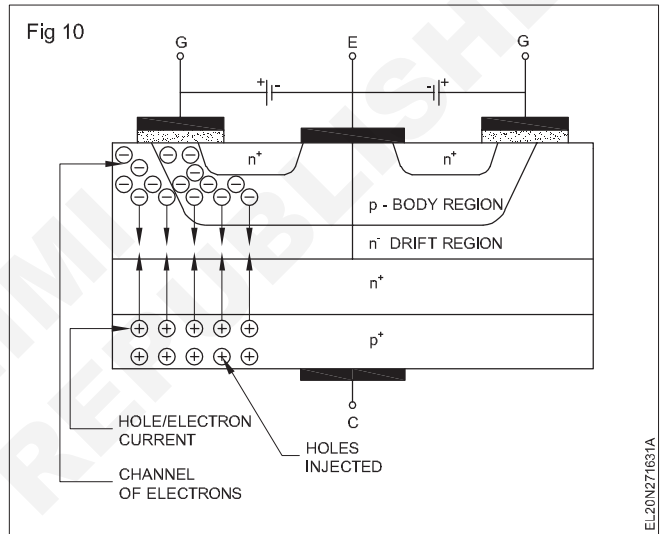 Fig 10
G
E
G
+ -
- +
n+
n+
p - BODY REGION
n- DRIFT REGION
n+
p+
C
HOLE/ELECTRON
CURRENT
HOLES
INJECTED
CHANNEL
OF ELECTRONS
EL20N271631A